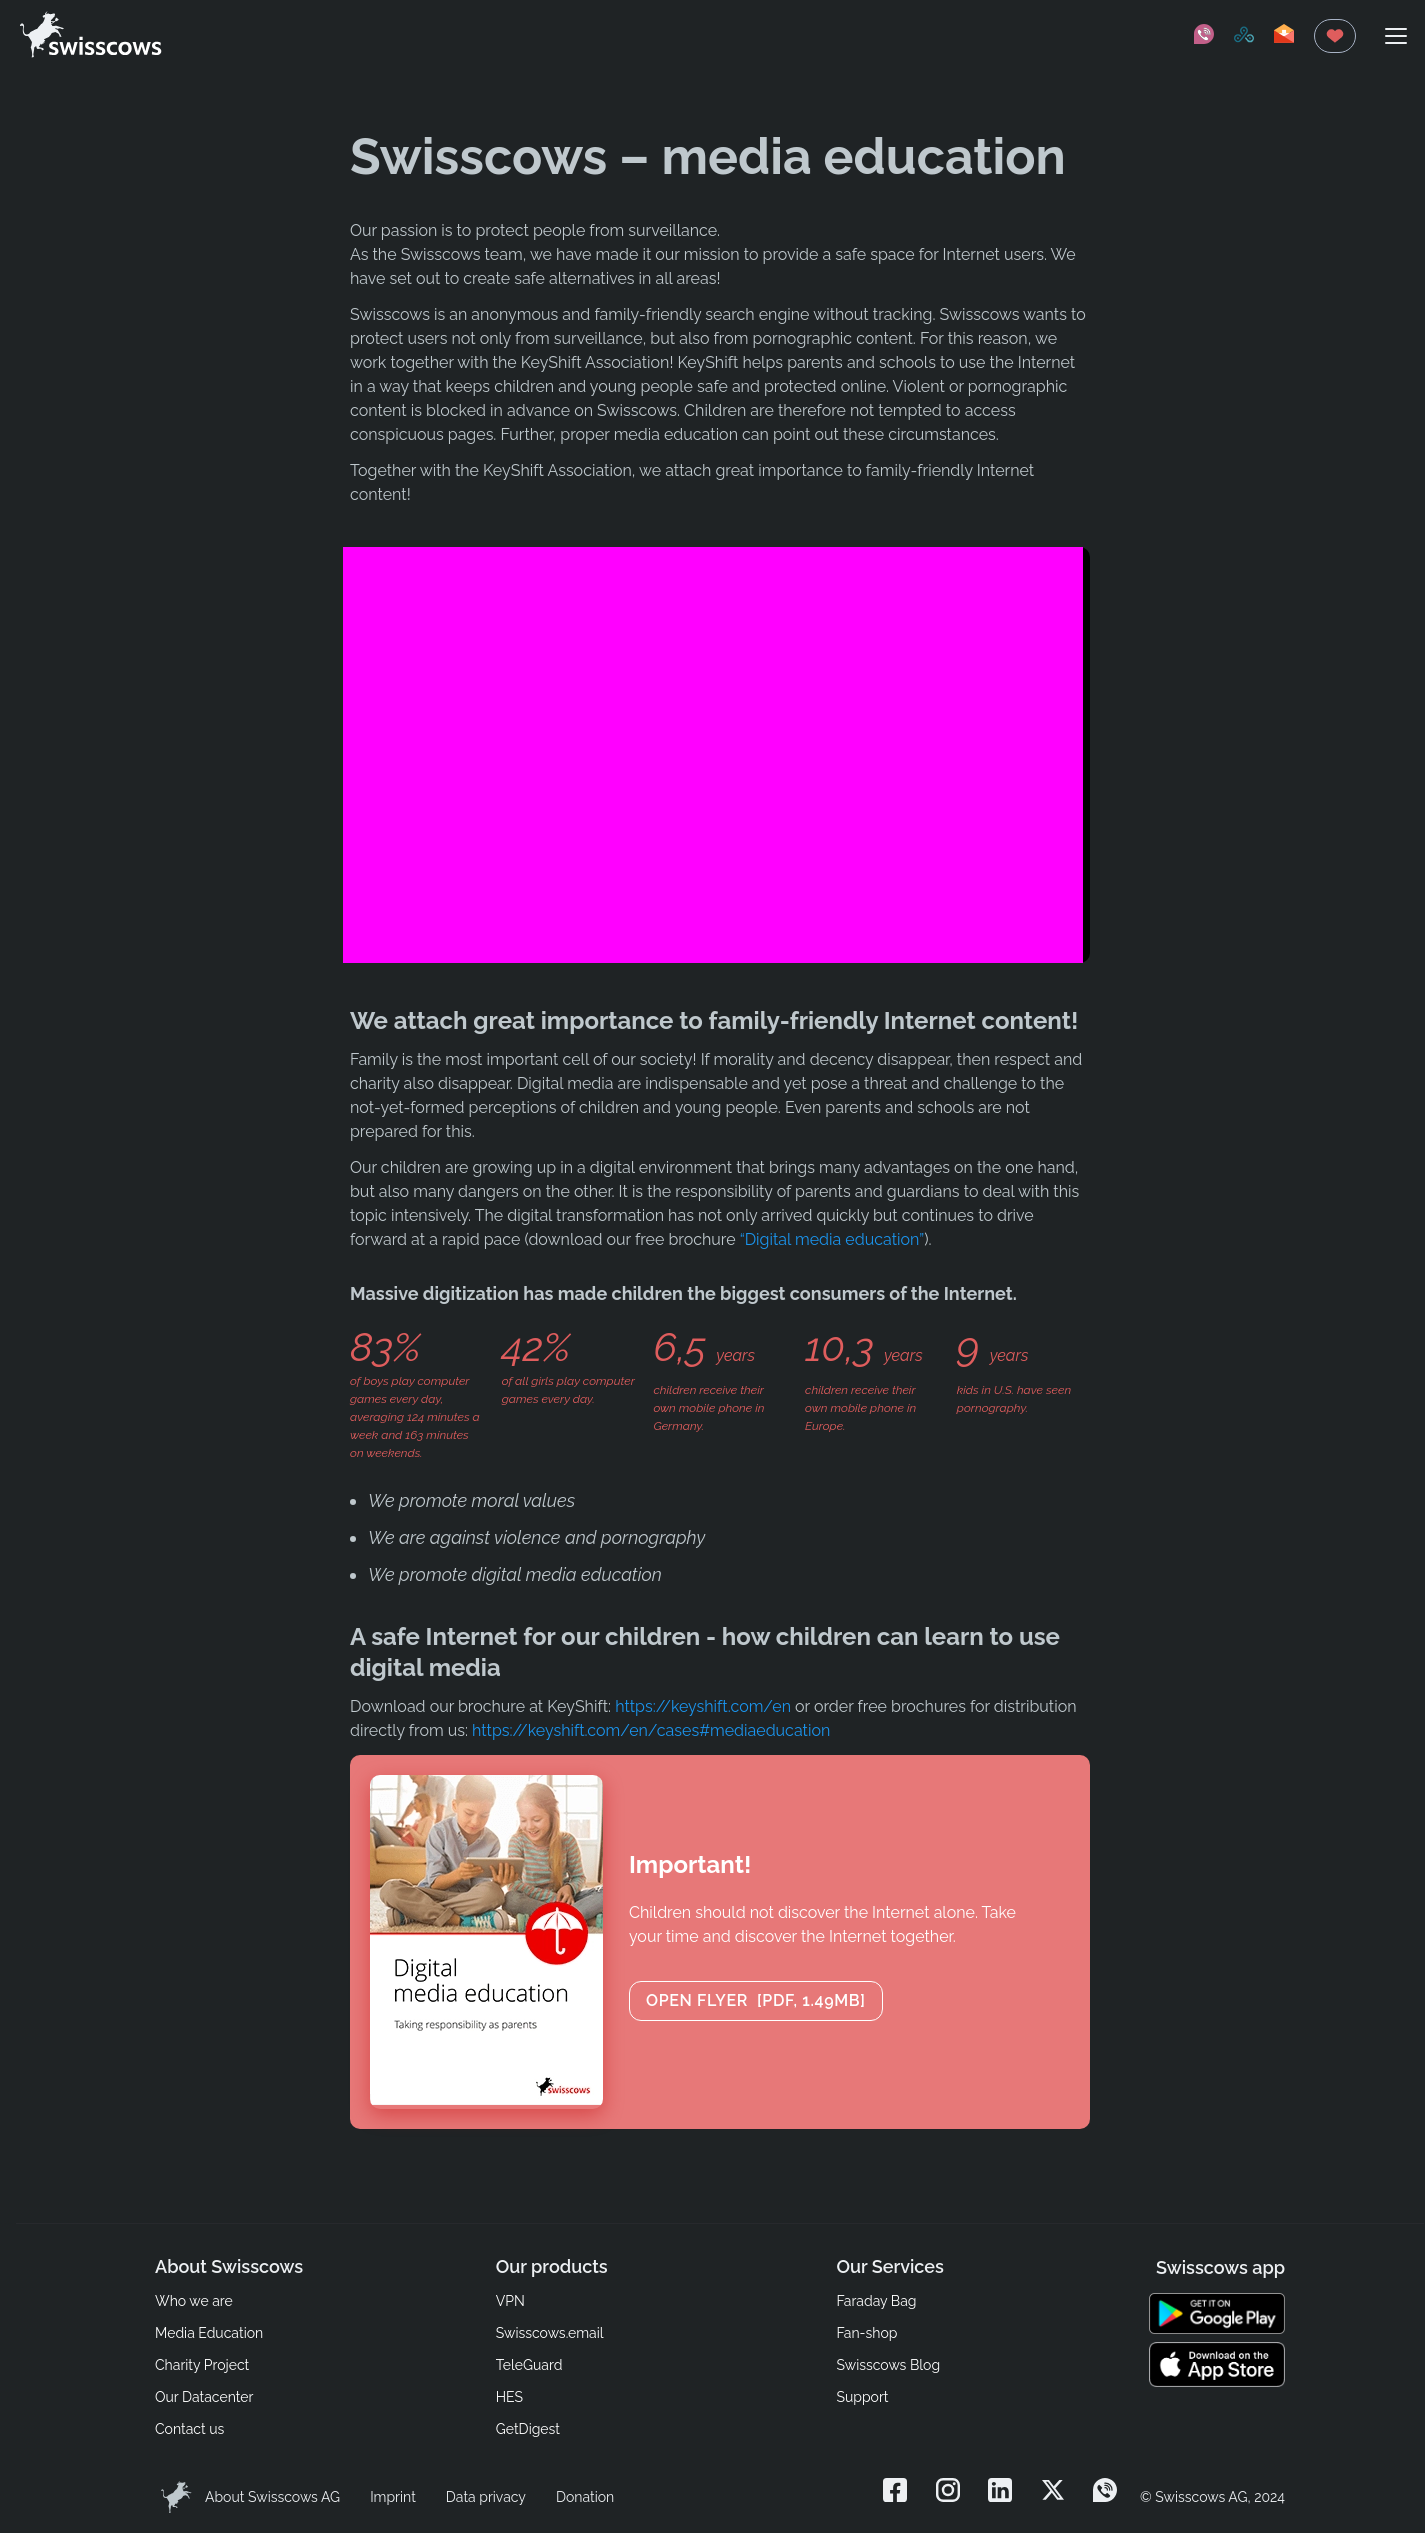 swisscows
Swisscows – media education
Our passion is to protect people from surveillance.
As the Swisscows team, we have made it our mission to provide a safe space for Internet users. We
have set out to create safe alternatives in all areas!
Swisscows is an anonymous and family-friendly search engine without tracking. Swisscows wants to
protect users not only from surveillance, but also from pornographic content. For this reason, we
work together with the KeyShift Association! KeyShift helps parents and schools to use the Internet
in a way that keeps children and young people safe and protected online. Violent or pornographic
content is blocked in advance on Swisscows. Children are therefore not tempted to access
conspicuous pages. Further, proper media education can point out these circumstances.
Together with the KeyShift Association, we attach great importance to family-friendly Internet
content!
We attach great importance to family-friendly Internet content!
Family is the most important cell of our society! If morality and decency disappear, then respect and
charity also disappear. Digital media are indispensable and yet pose a threat and challenge to the
not-yet-formed perceptions of children and young people. Even parents and schools are not
prepared for this.
Our children are growing up in a digital environment that brings many advantages on the one hand,
but also many dangers on the other. It is the responsibility of parents and guardians to deal with this
topic intensively. The digital transformation has not only arrived quickly but continues to drive
forward at a rapid pace (download our free brochure “Digital media education”).
Massive digitization has made children the biggest consumers of the Internet.
83%
of boys play computer
games every day,
averaging 124 minutes a
week and 163 minutes
on weekends.
42%
of all girls play computer
games every day.
6,5 years
children receive their
own mobile phone in
Germany.
10,3 years
children receive their
own mobile phone in
Europe.
9 years
kids in U.S. have seen
pornography.
• We promote moral values
• We are against violence and pornography
• We promote digital media education
A safe Internet for our children - how children can learn to use
digital media
Download our brochure at KeyShift: https://keyshift.com/en or order free brochures for distribution
directly from us: https://keyshift.com/en/cases#mediaeducation
Digital
media education
Taking responsibility as parents
swisscows
Important!
Children should not discover the Internet alone. Take
your time and discover the Internet together.
OPEN FLYER [PDF, 1.49MB]
About Swisscows
Who we are
Media Education
Charity Project
Our Datacenter
Contact us
Our products
VPN
Swisscows.email
TeleGuard
HES
GetDigest
Our Services
Faraday Bag
Fan-shop
Swisscows Blog
Support
Swisscows app
GET IT ON
Google Play
Download on the
App Store
About Swisscows AG Imprint Data privacy Donation
© Swisscows AG, 2024